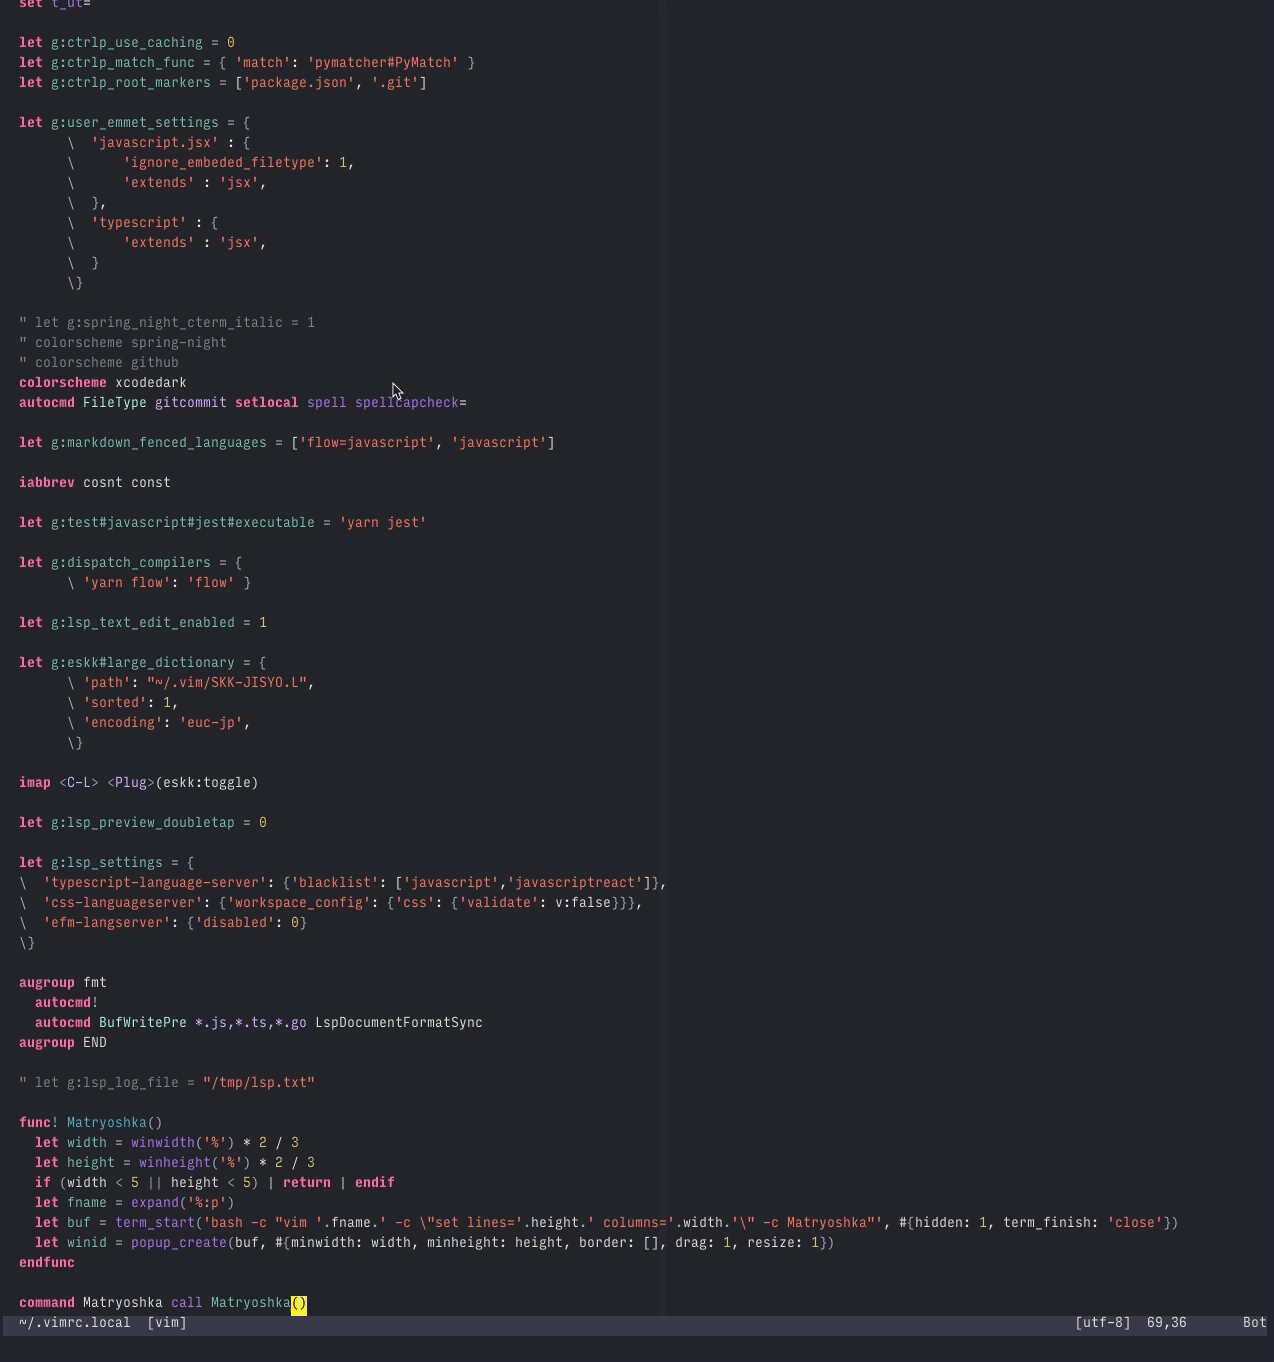 set t_ut=
let g:ctrlp_use_caching = 0
let g:ctrlp_match_func = { 'match': 'pymatcher#PyMatch' }
let g:ctrlp_root_markers = ['package.json', '.git']
let g:user_emmet_settings = {
\  'javascript.jsx' : {
\      'ignore_embeded_filetype': 1,
\      'extends' : 'jsx',
\  },
\  'typescript' : {
\      'extends' : 'jsx',
\  }
\}
" let g:spring_night_cterm_italic = 1
" colorscheme spring-night
" colorscheme github
colorscheme xcodedark
autocmd FileType gitcommit setlocal spell spellcapcheck=
let g:markdown_fenced_languages = ['flow=javascript', 'javascript']
iabbrev cosnt const
let g:test#javascript#jest#executable = 'yarn jest'
let g:dispatch_compilers = {
\ 'yarn flow': 'flow' }
let g:lsp_text_edit_enabled = 1
let g:eskk#large_dictionary = {
\ 'path': "~/.vim/SKK-JISYO.L",
\ 'sorted': 1,
\ 'encoding': 'euc-jp',
\}
imap <C-L> <Plug>(eskk:toggle)
let g:lsp_preview_doubletap = 0
let g:lsp_settings = {
\  'typescript-language-server': {'blacklist': ['javascript','javascriptreact']},
\  'css-languageserver': {'workspace_config': {'css': {'validate': v:false}}},
\  'efm-langserver': {'disabled': 0}
\}
augroup fmt
  autocmd!
  autocmd BufWritePre *.js,*.ts,*.go LspDocumentFormatSync
augroup END
" let g:lsp_log_file = "/tmp/lsp.txt"
func! Matryoshka()
  let width = winwidth('%') * 2 / 3
  let height = winheight('%') * 2 / 3
  if (width < 5 || height < 5) | return | endif
  let fname = expand('%:p')
  let buf = term_start('bash -c "vim '.fname.' -c \"set lines='.height.' columns='.width.'\" -c Matryoshka"', #{hidden: 1, term_finish: 'close'})
  let winid = popup_create(buf, #{minwidth: width, minheight: height, border: [], drag: 1, resize: 1})
endfunc
command Matryoshka call Matryoshka()
~/.vimrc.local  [vim] [utf-8]  69,36 Bot